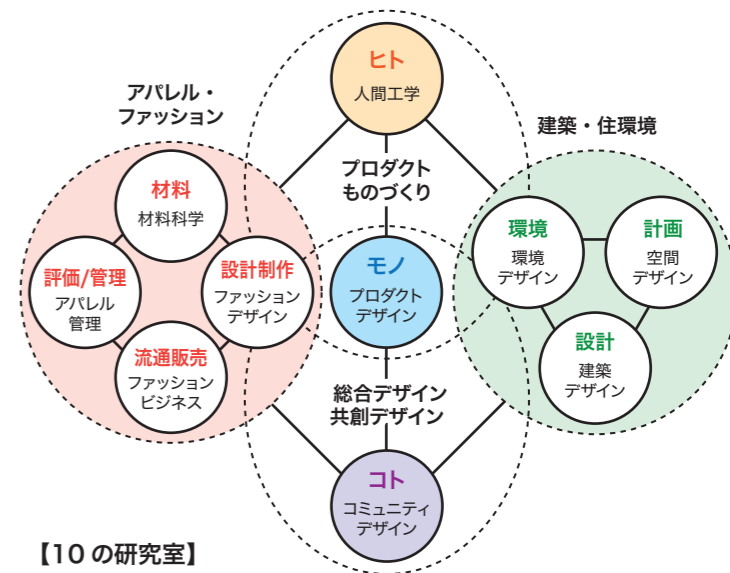 ヒト
人間工学
アパレル・
ファッション
建築・住環境
プロダクト
ものづくり
材料
材料科学
評価/管理
アパレル
管理
設計制作
ファッション
デザイン
流通販売
ファッション
ビジネス
モノ
プロダクト
デザイン
環境
環境
デザイン
計画
空間
デザイン
設計
建築
デザイン
総合デザイン
共創デザイン
コト
コミュニティ
デザイン
【10の研究室】